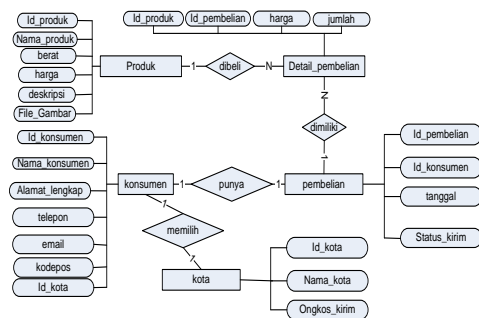 Id_produk
Id_pembelian
harga
jumlah
Id_produk
Nama_produk
berat
harga
deskripsi
File_Gambar
Produk
1
dibeli
N
Detail_pembelian
N
dimiliki
1
Id_konsumen
Nama_konsumen
Alamat_lengkap
telepon
email
kodepos
Id_kota
konsumen
1
punya
1
pembelian
Id_pembelian
Id_konsumen
tanggal
Status_kirim
1
memilih
1
kota
Id_kota
Nama_kota
Ongkos_kirim